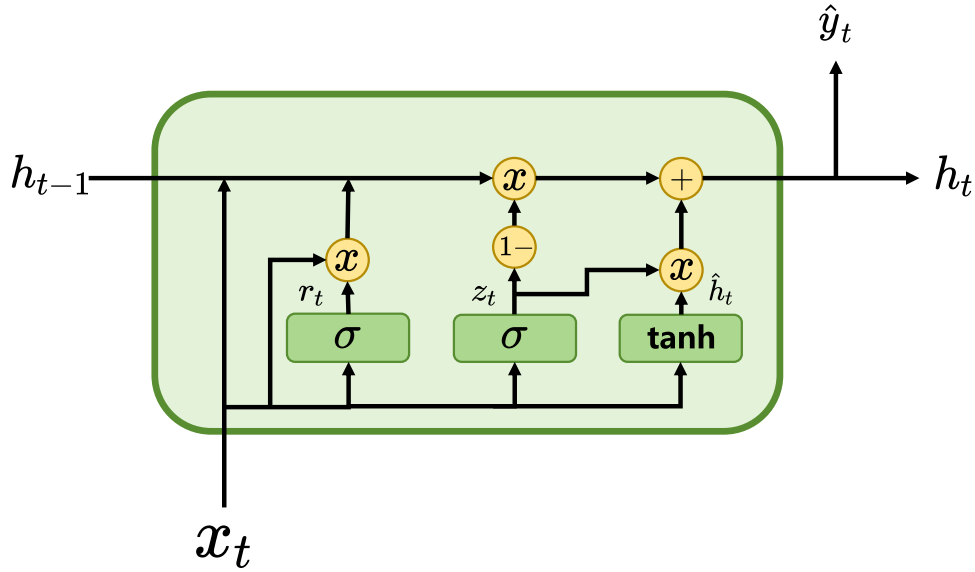 ŷ_t
h_{t−1}
x
+
h_t
1−
x
x
r_t
z_t
ĥ_t
σ
σ
tanh
x_t